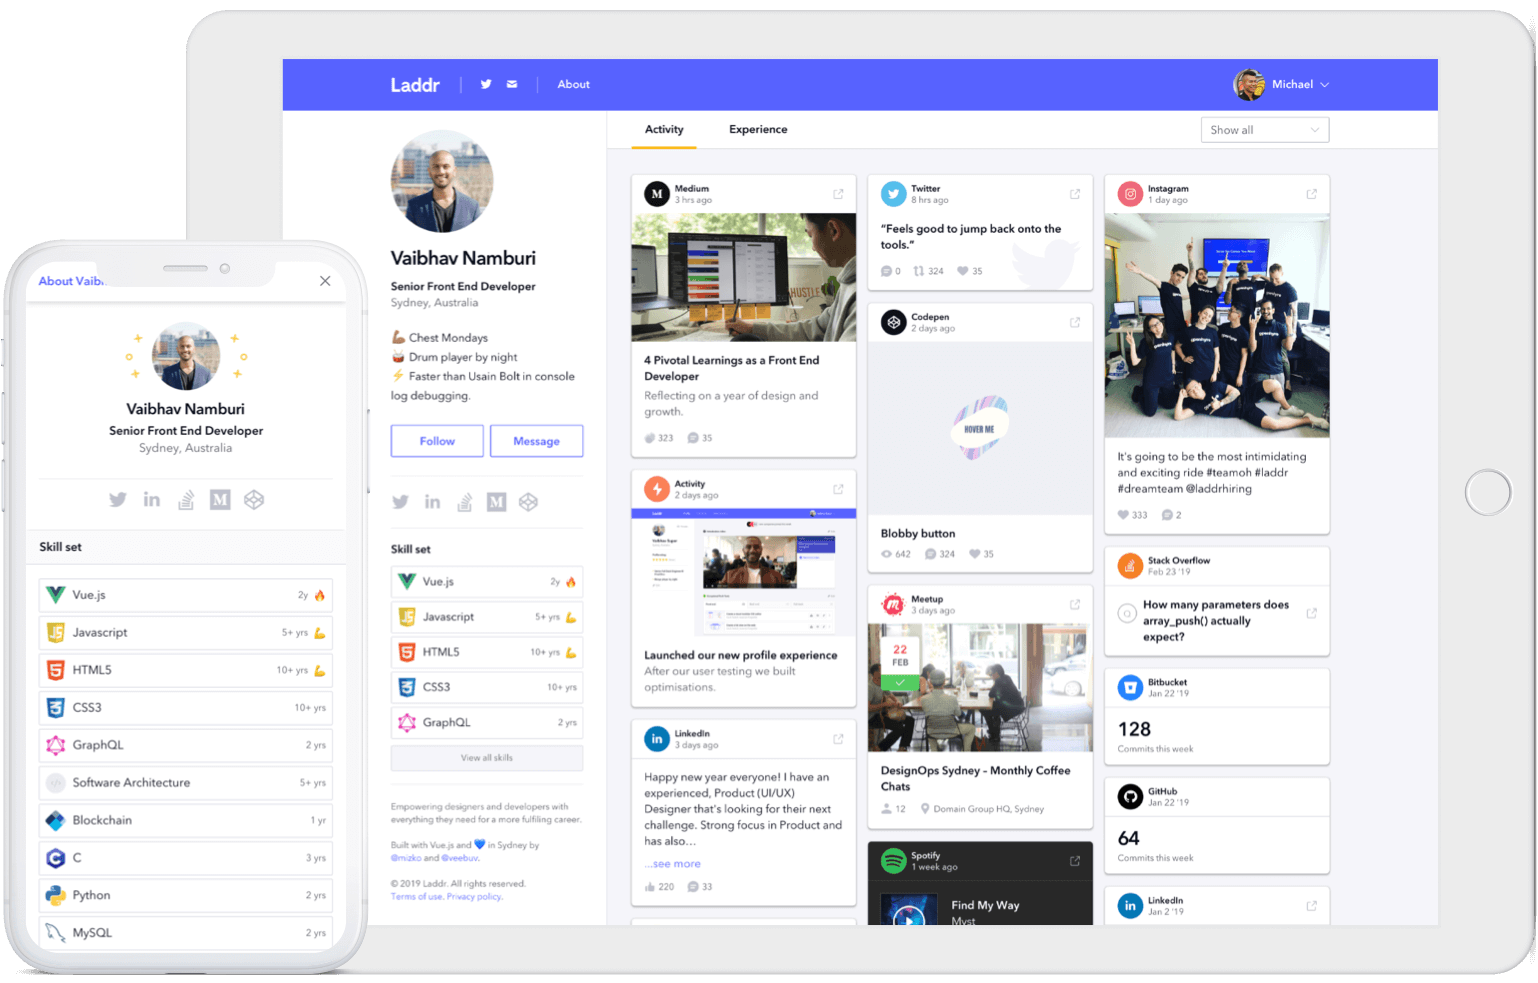 About Vaib
Vaibhav Namburi
Senior Front End Developer
Sydney, Australia
Skill set
Vue.js 2y
Javascript 5+ yrs
HTML5 10+ yrs
CSS3 10+ yrs
GraphQL 2 yrs
Software Architecture 5+ yrs
Blockchain 1 yr
C 3 yrs
Python 2 yrs
MySQL 2 yrs
Laddr About Michael
Vaibhav Namburi
Senior Front End Developer
Sydney, Australia
💪🏽 Chest Mondays
🥁 Drum player by night
⚡ Faster than Usain Bolt in console
log debugging.
Follow Message
Skill set
Vue.js 2y 🔥
Javascript 5+ yrs 💪
HTML5 10+ yrs 💪
CSS3 10+ yrs
GraphQL 2 yrs
View all skills
Empowering designers and developers with
everything they need for a more fulfiling career.
Built with Vue.js and 💙 in Sydney by
@mizko and @veebuv.
© 2019 Laddr. All rights reserved.
Terms of use. Privacy policy.
Activity Experience Show all
Medium
3 hrs ago
HUSTLE
4 Pivotal Learnings as a Front End
Developer
Reflecting on a year of design and
growth.
323 35
Activity
2 days ago
Laddr
Launched our new profile experience
After our user testing we built
optimisations.
LinkedIn
3 days ago
Happy new year everyone! I have an
experienced, Product (UI/UX)
Designer that's looking for their next
challenge. Strong focus in Product and
has also...
...see more
220 33
Twitter
8 hrs ago
“Feels good to jump back onto the
tools.”
0 324 35
Codepen
2 days ago
HOVER ME
Blobby button
642 324 35
Meetup
3 days ago
22
FEB
DesignOps Sydney - Monthly Coffee
Chats
12 Domain Group HQ, Sydney
Spotify
1 week ago
Find My Way
Myst
Instagram
1 day ago
It's going to be the most intimidating
and exciting ride #teamoh #laddr
#dreamteam @laddrhiring
333 2
Stack Overflow
Feb 23 '19
How many parameters does
array_push() actually
expect?
Bitbucket
Jan 22 '19
128
Commits this week
GitHub
Jan 22 '19
64
Commits this week
LinkedIn
Jan 2 '19